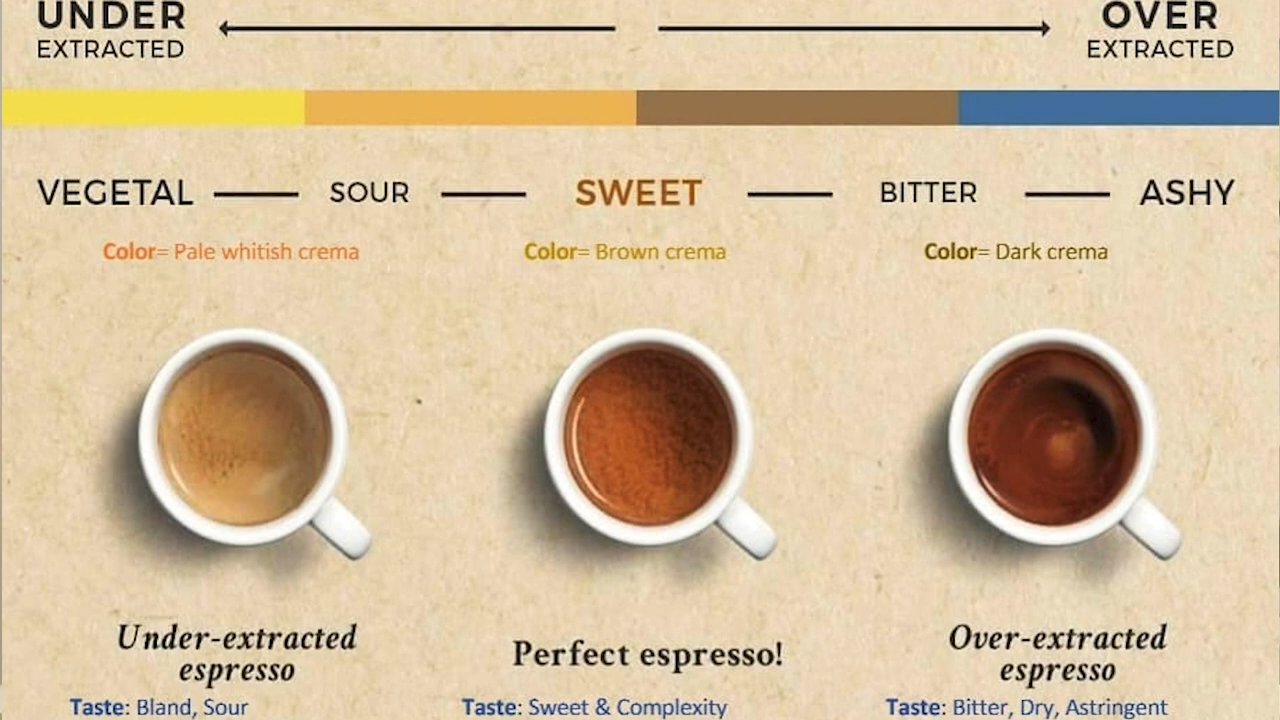 UNDER
EXTRACTED
OVER
EXTRACTED
VEGETAL
SOUR
SWEET
BITTER
ASHY
Color= Pale whitish crema
Color= Brown crema
Color= Dark crema
Under-extracted
espresso
Perfect espresso!
Over-extracted
espresso
Taste: Bland, Sour
Taste: Sweet & Complexity
Taste: Bitter, Dry, Astringent